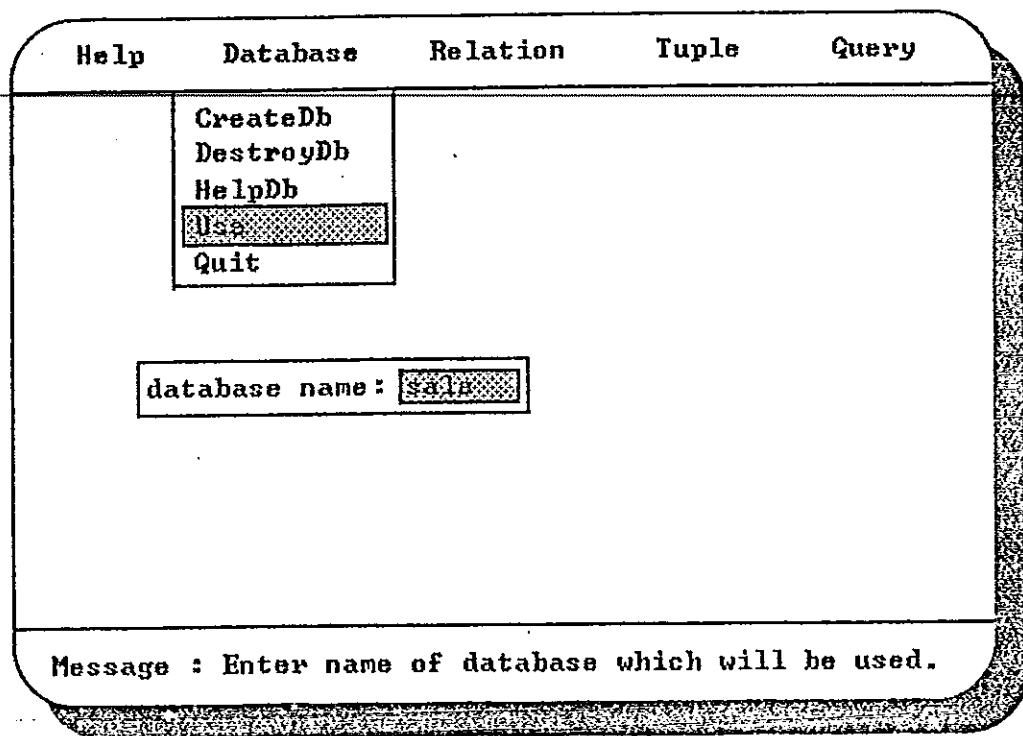 Help Database Relation Tuple Query
CreateDb
DestroyDb
HelpDb
Use
Quit
database name: sale
Message : Enter name of database which will be used.